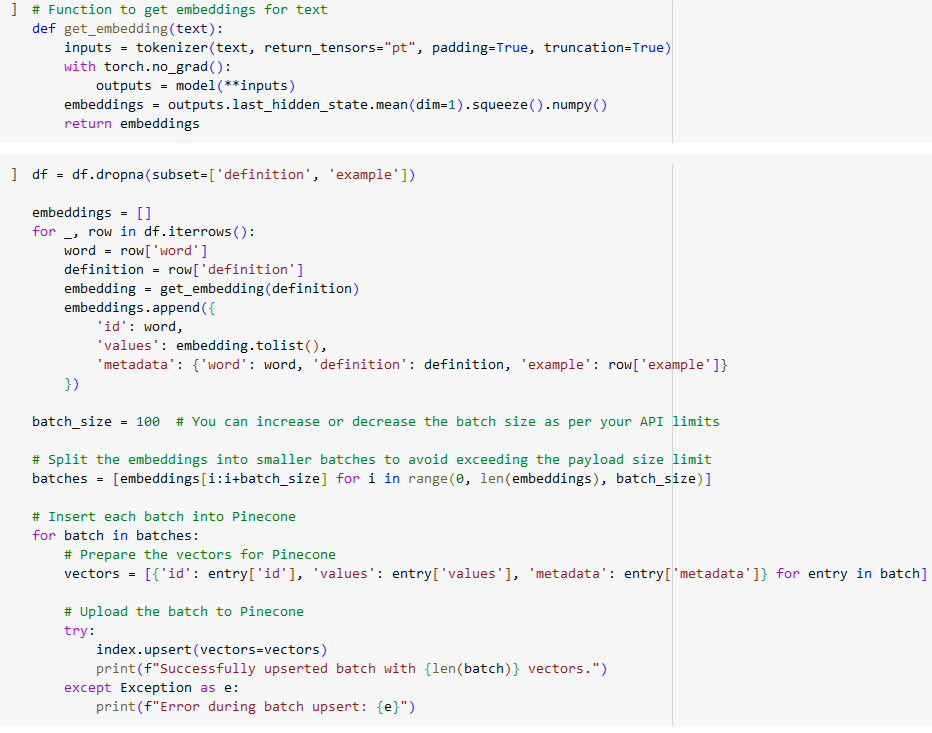 ] # Function to get embeddings for text
def get_embedding(text):
    inputs = tokenizer(text, return_tensors="pt", padding=True, truncation=True)
    with torch.no_grad():
        outputs = model(**inputs)
    embeddings = outputs.last_hidden_state.mean(dim=1).squeeze().numpy()
    return embeddings
] df = df.dropna(subset=['definition', 'example'])
embeddings = []
for _, row in df.iterrows():
    word = row['word']
    definition = row['definition']
    embedding = get_embedding(definition)
    embeddings.append({
        'id': word,
        'values': embedding.tolist(),
        'metadata': {'word': word, 'definition': definition, 'example': row['example']}
    })
batch_size = 100  # You can increase or decrease the batch size as per your API limits
# Split the embeddings into smaller batches to avoid exceeding the payload size limit
batches = [embeddings[i:i+batch_size] for i in range(0, len(embeddings), batch_size)]
# Insert each batch into Pinecone
for batch in batches:
    # Prepare the vectors for Pinecone
    vectors = [{'id': entry['id'], 'values': entry['values'], 'metadata': entry['metadata']} for entry in batch]
    # Upload the batch to Pinecone
    try:
        index.upsert(vectors=vectors)
        print(f"Successfully upserted batch with {len(batch)} vectors.")
    except Exception as e:
        print(f"Error during batch upsert: {e}")